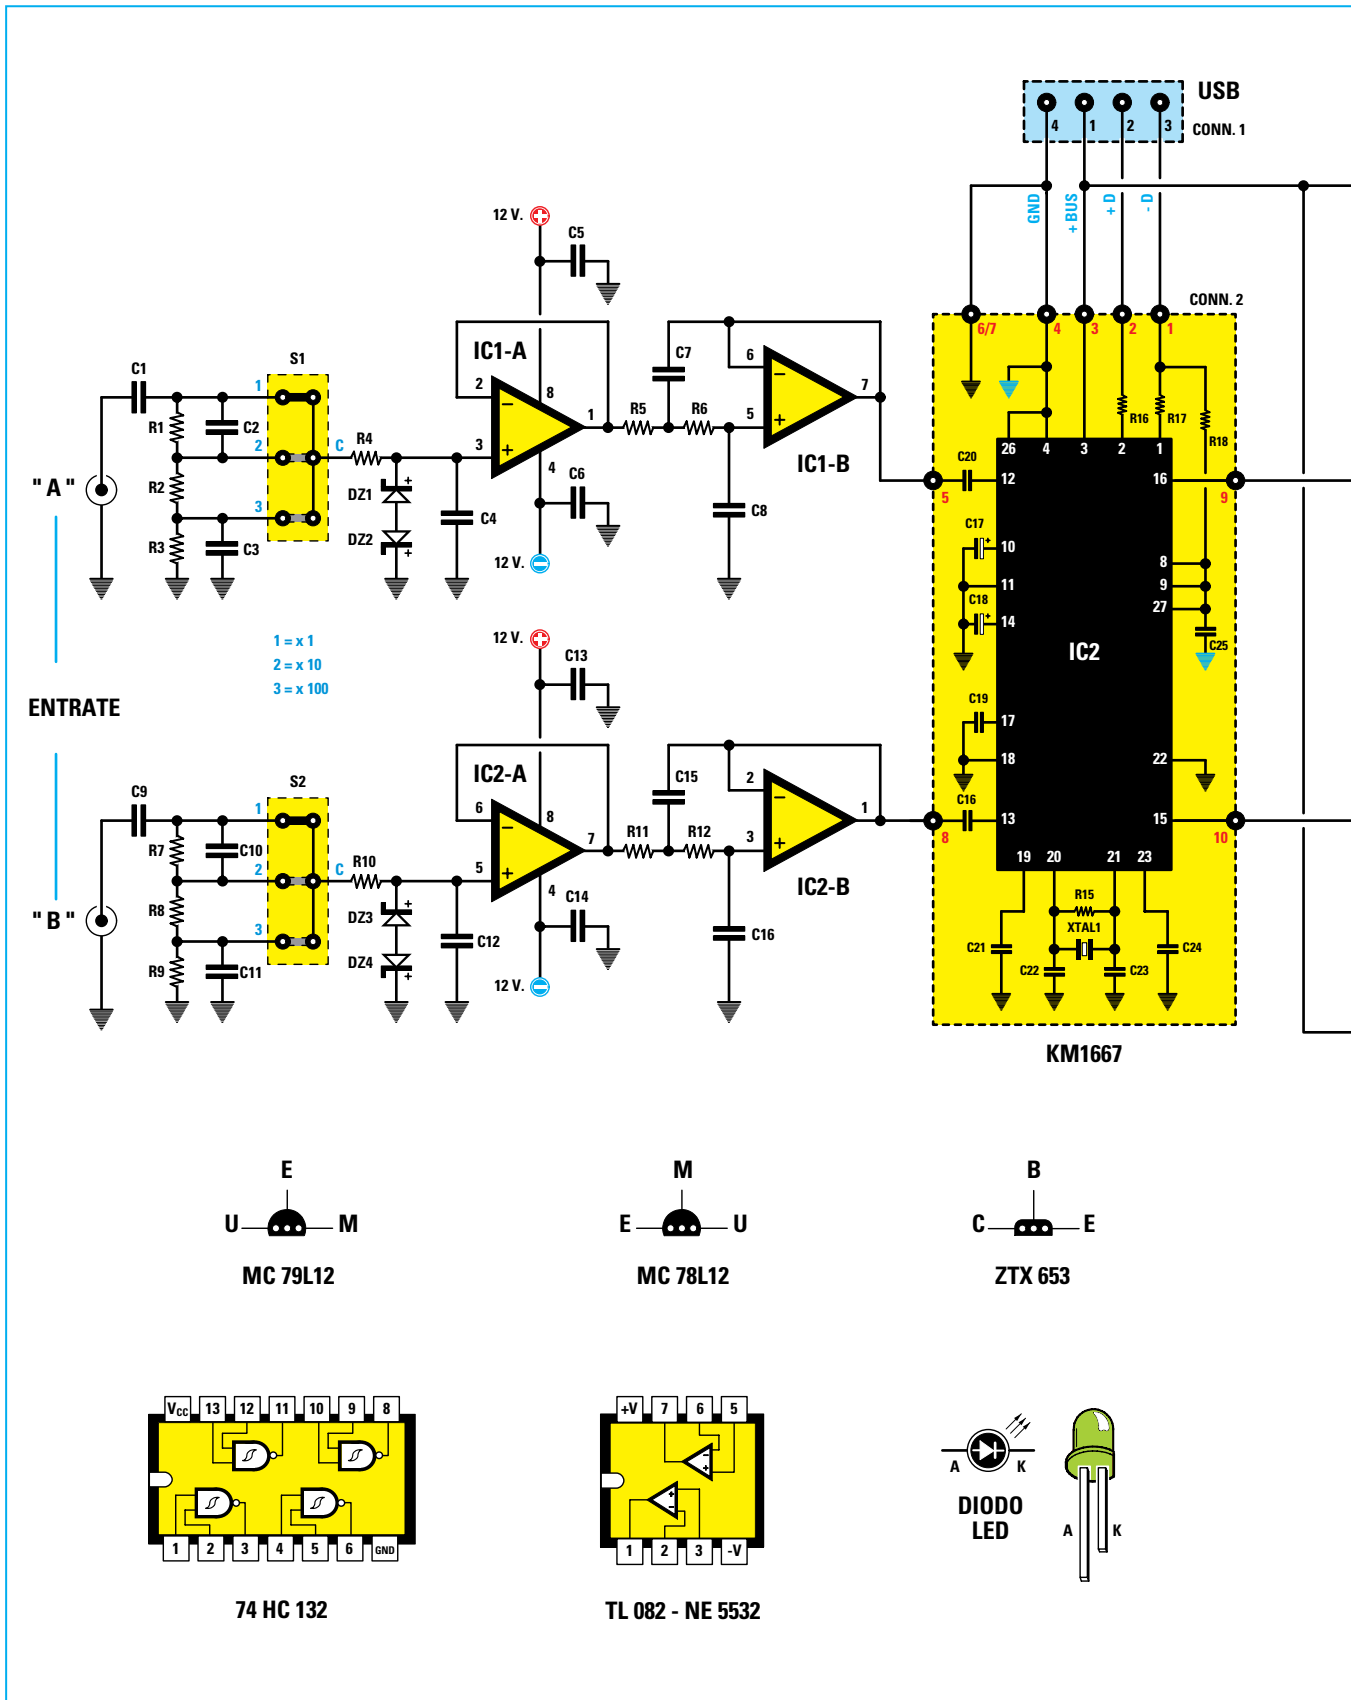 USB
4 1 2 3
CONN. 1
GND
+ BUS
+ D
- D
12 V.
C5
CONN. 2
6/7 4 3 2 1
S1
C1
1
R1
C2
2
C
R4
"A"
R2
DZ1
3
R3
C3
DZ2
C4
IC1-A
2
8
1
3
4
C6
12 V.
R5
C7
R6
6
7
5
IC1-B
C8
R16
R17
R18
26 4 3 2 1
C20
5
12
16
9
C17
10
8
11
9
C18
27
14
C25
IC2
1 = x 1
2 = x 10
3 = x 100
ENTRATE
12 V.
C13
C19
17
18
22
C16
8
13
15
10
19 20 21 23
R15
XTAL1
C21
C22
C23
C24
KM1667
S2
C9
1
R7
C10
2
C
R10
R8
"B"
DZ3
3
R9
C11
DZ4
C12
IC2-A
6
8
7
5
4
C14
12 V.
R11
C15
R12
2
1
3
IC2-B
C16
E
U M
MC 79L12
M
E U
MC 78L12
B
C E
ZTX 653
VCC 13 12 11 10 9 8
1 2 3 4 5 6 GND
74 HC 132
+V 7 6 5
1 2 3 -V
TL 082 - NE 5532
A K
DIODO
LED
A K